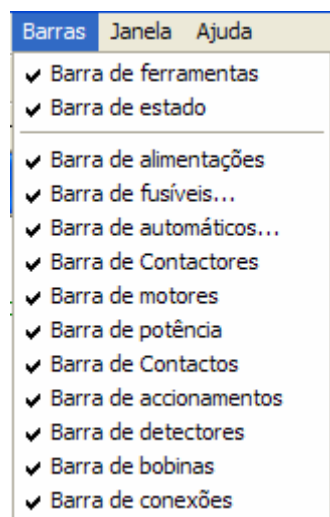 Barras Janela Ajuda
Barra de ferramentas
Barra de estado
Barra de alimentações
Barra de fusíveis...
Barra de automáticos...
Barra de Contactores
Barra de motores
Barra de potência
Barra de Contactos
Barra de accionamentos
Barra de detectores
Barra de bobinas
Barra de conexões